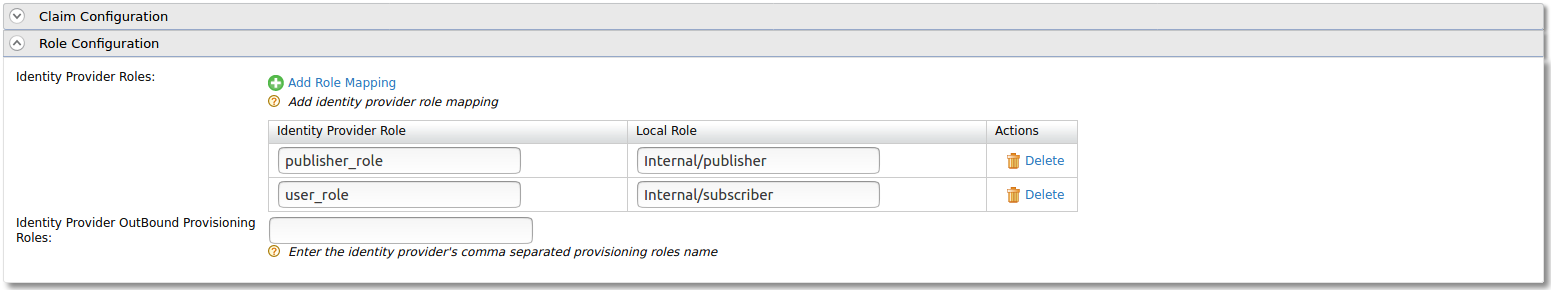 Claim Configuration
Role Configuration
Identity Provider Roles:
Add Role Mapping
Add identity provider role mapping
Identity Provider Role Local Role Actions
publisher_role Internal/publisher Delete
user_role Internal/subscriber Delete
Identity Provider OutBound Provisioning
Roles:
Enter the identity provider's comma separated provisioning roles name